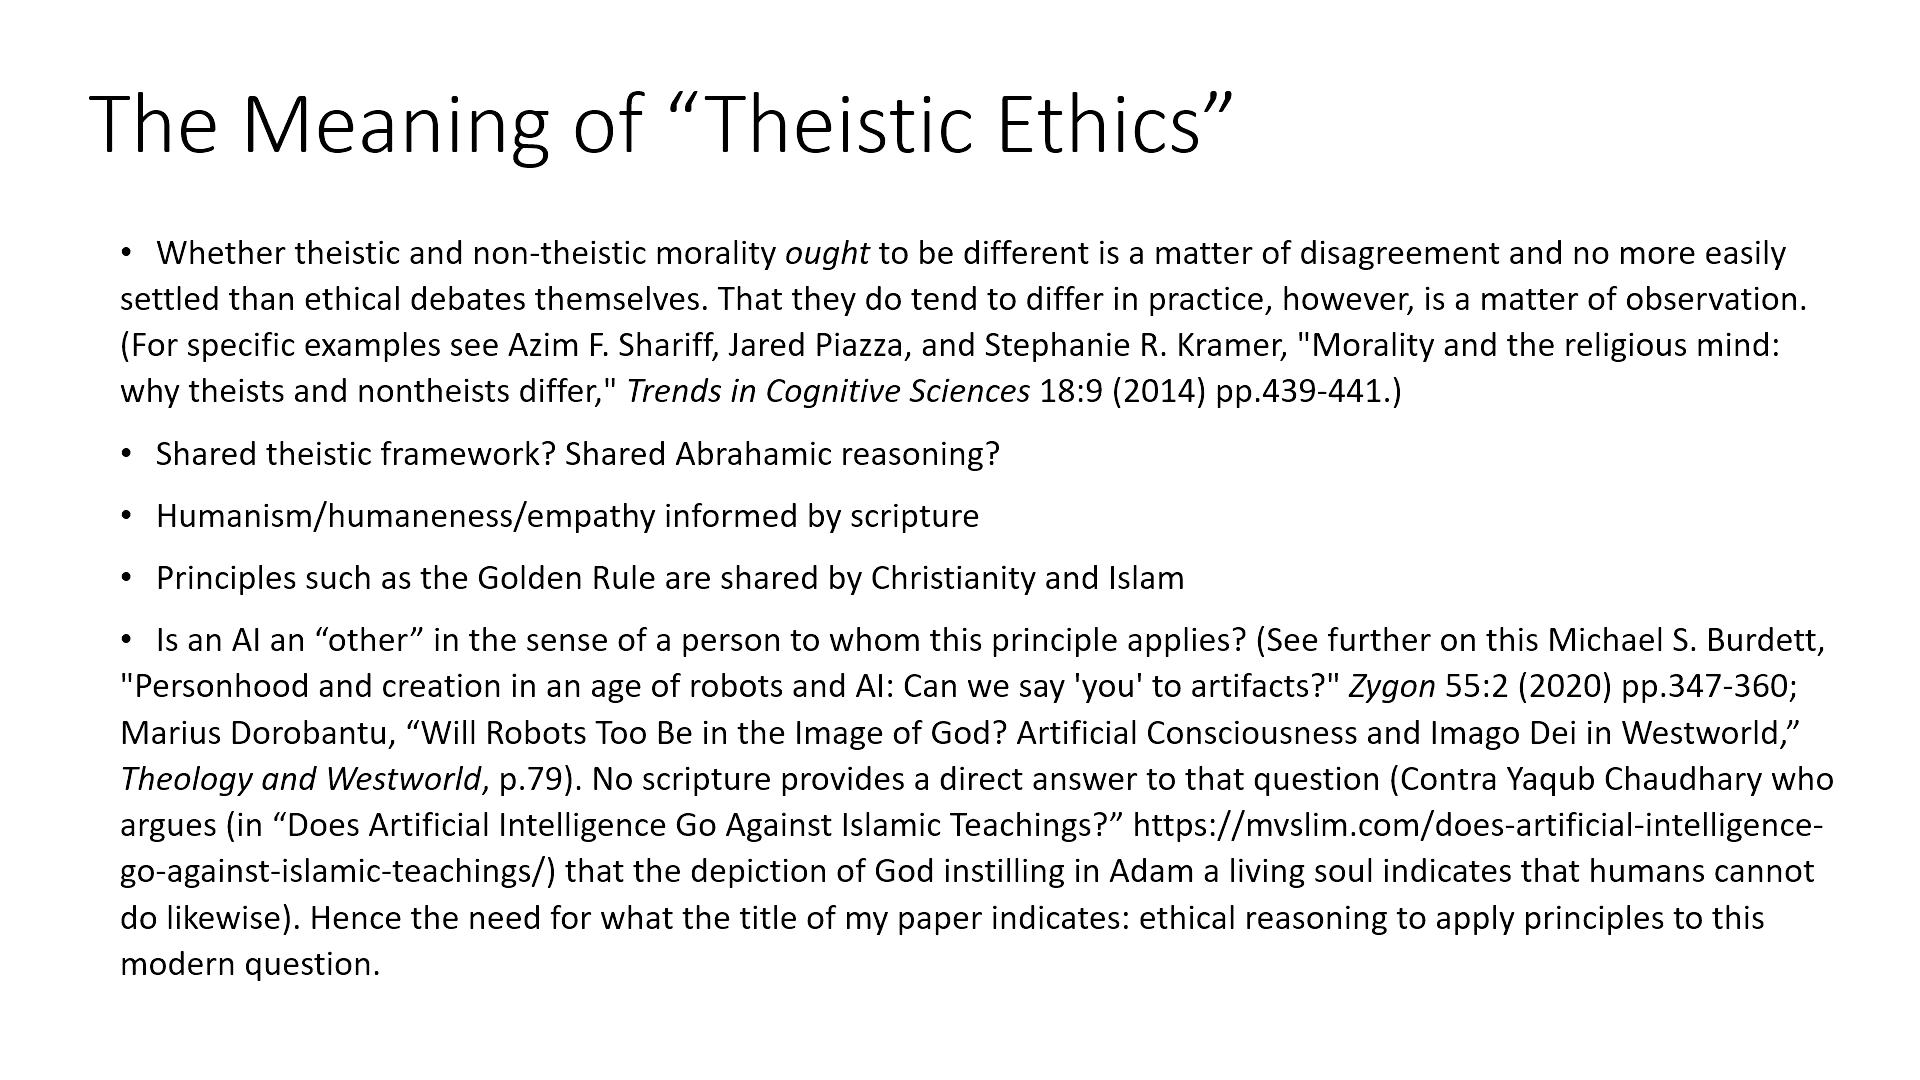 The Meaning of “Theistic Ethics”
• Whether theistic and non-theistic morality ought to be different is a matter of disagreement and no more easily
settled than ethical debates themselves. That they do tend to differ in practice, however, is a matter of observation.
(For specific examples see Azim F. Shariff, Jared Piazza, and Stephanie R. Kramer, "Morality and the religious mind:
why theists and nontheists differ," Trends in Cognitive Sciences 18:9 (2014) pp.439-441.)
• Shared theistic framework? Shared Abrahamic reasoning?
• Humanism/humaneness/empathy informed by scripture
• Principles such as the Golden Rule are shared by Christianity and Islam
• Is an AI an “other” in the sense of a person to whom this principle applies? (See further on this Michael S. Burdett,
"Personhood and creation in an age of robots and AI: Can we say 'you' to artifacts?" Zygon 55:2 (2020) pp.347-360;
Marius Dorobantu, “Will Robots Too Be in the Image of God? Artificial Consciousness and Imago Dei in Westworld,”
Theology and Westworld, p.79). No scripture provides a direct answer to that question (Contra Yaqub Chaudhary who
argues (in “Does Artificial Intelligence Go Against Islamic Teachings?” https://mvslim.com/does-artificial-intelligence-
go-against-islamic-teachings/) that the depiction of God instilling in Adam a living soul indicates that humans cannot
do likewise). Hence the need for what the title of my paper indicates: ethical reasoning to apply principles to this
modern question.